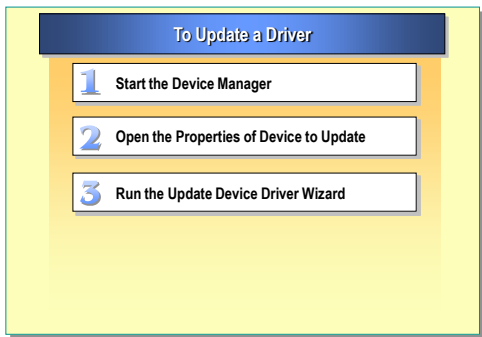 To Update a Driver
1 Start the Device Manager
2 Open the Properties of Device to Update
3 Run the Update Device Driver Wizard